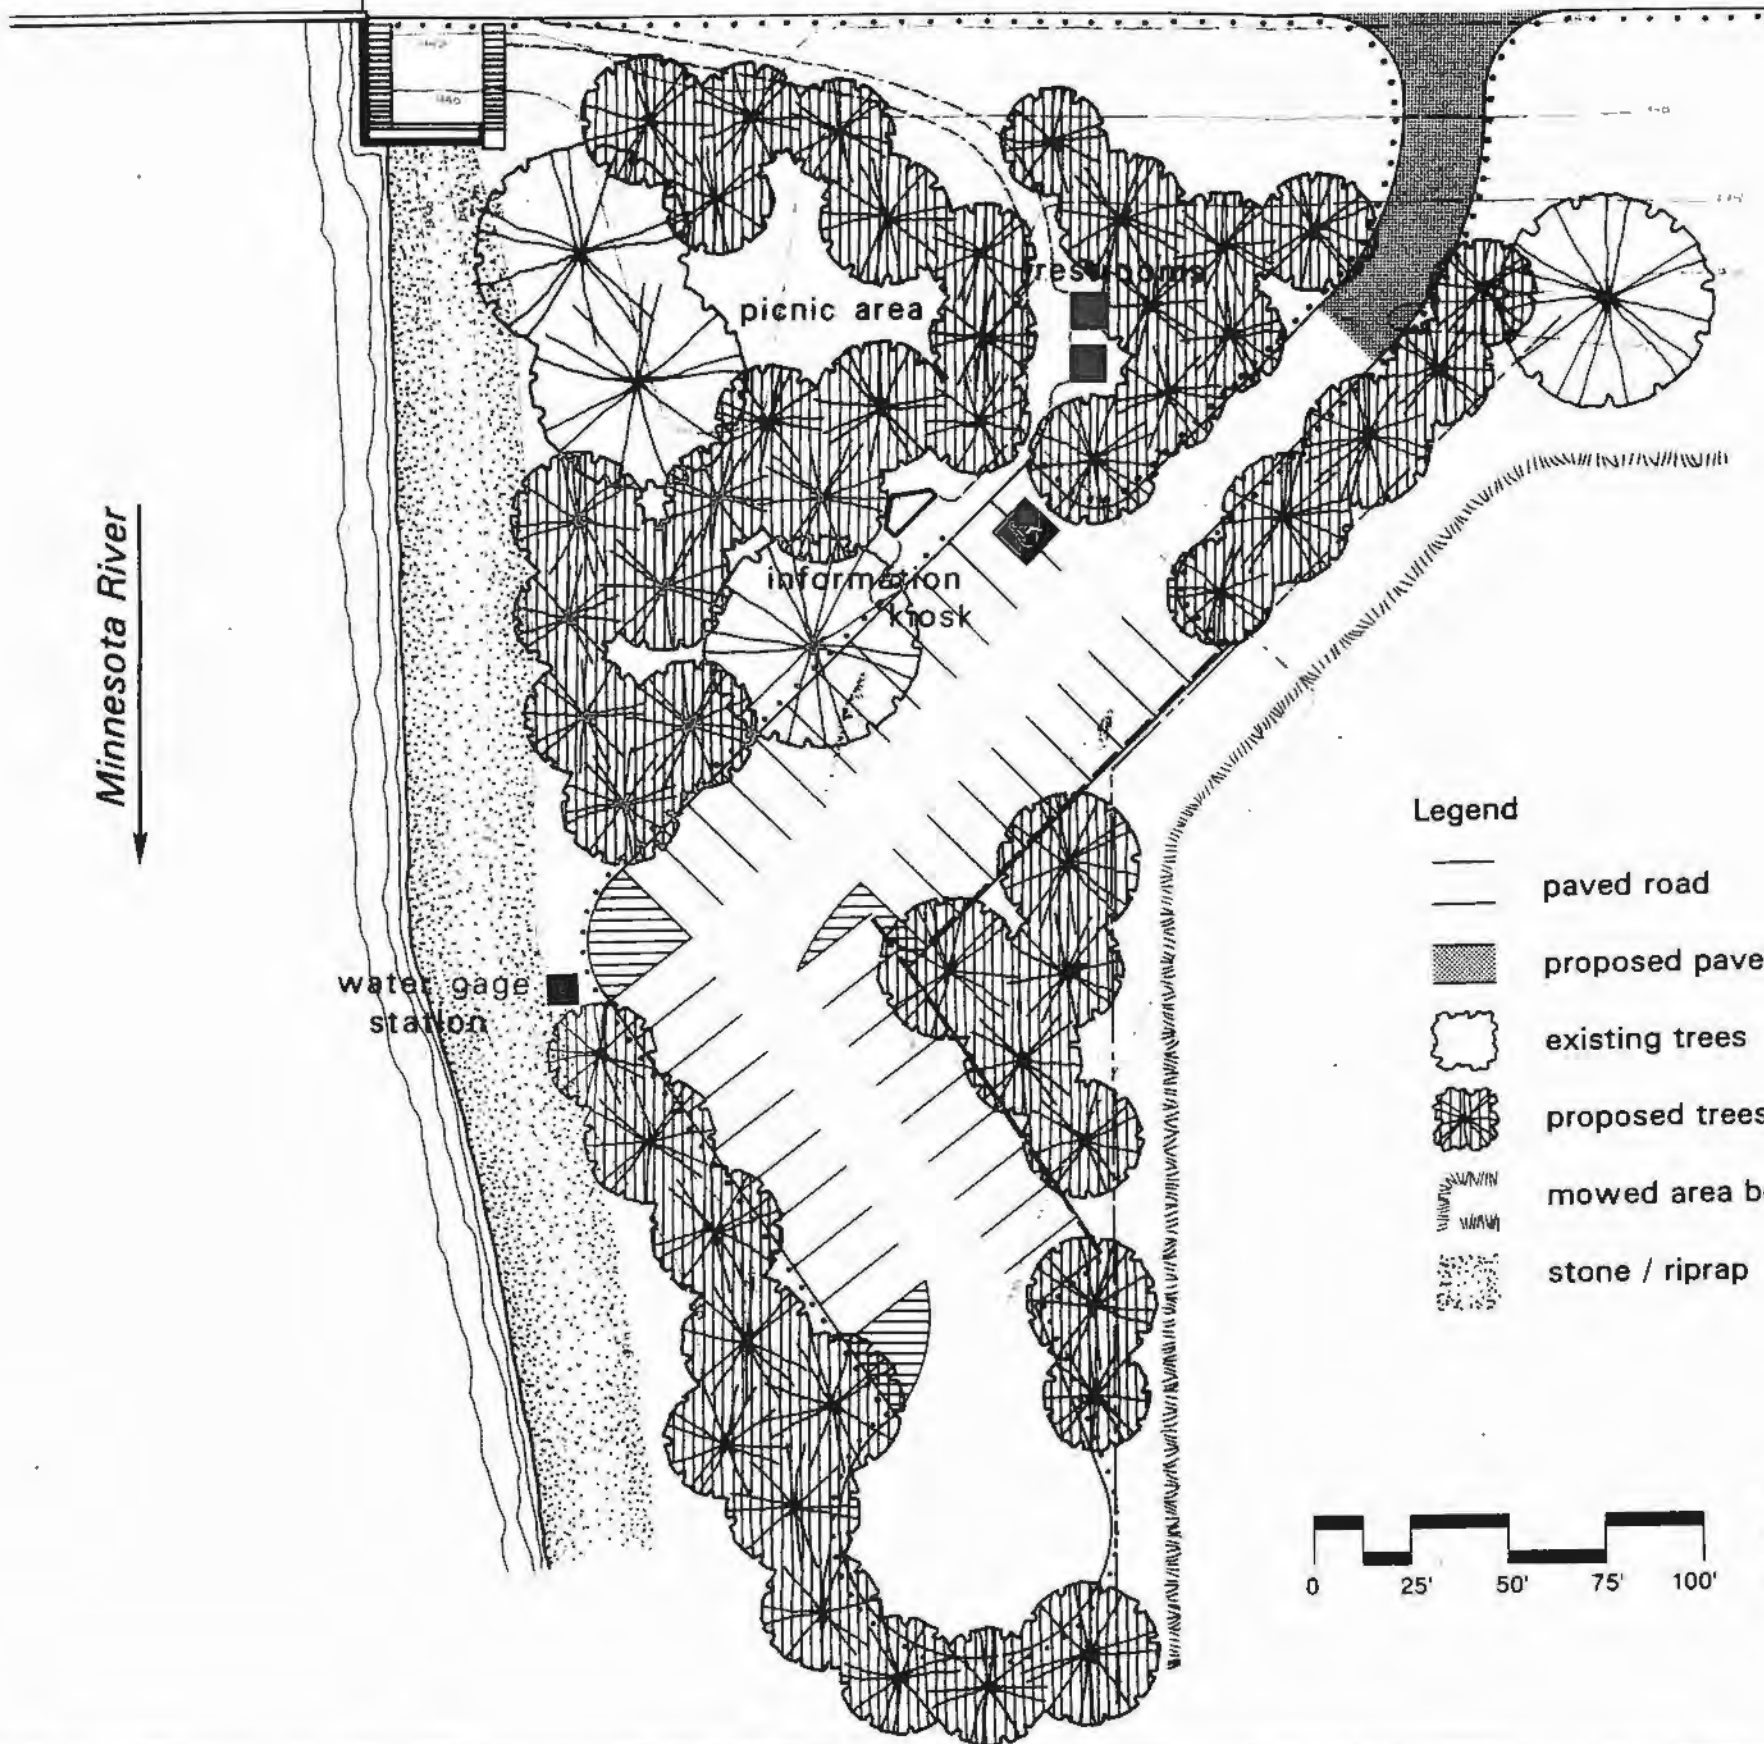 restrooms
picnic area
Minnesota River
information
kiosk
water gage
station
Legend
paved road
proposed pave
existing trees
proposed trees
mowed area b
stone / riprap
0 25' 50' 75' 100'